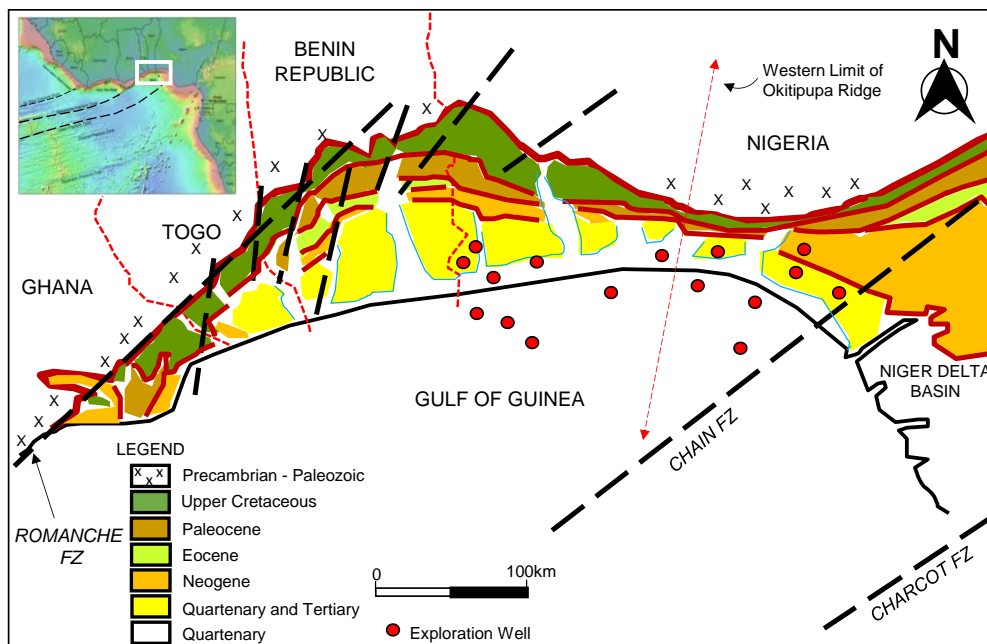 BENIN
REPUBLIC
N
Western Limit of
Okitipupa Ridge
NIGERIA
TOGO
GHANA
GULF OF GUINEA
NIGER DELTA
BASIN
CHAIN FZ
CHARCOT FZ
ROMANCHE
FZ
LEGEND
Precambrian - Paleozoic
Upper Cretaceous
Paleocene
Eocene
Neogene
Quartenary and Tertiary
Quartenary
0
100km
Exploration Well